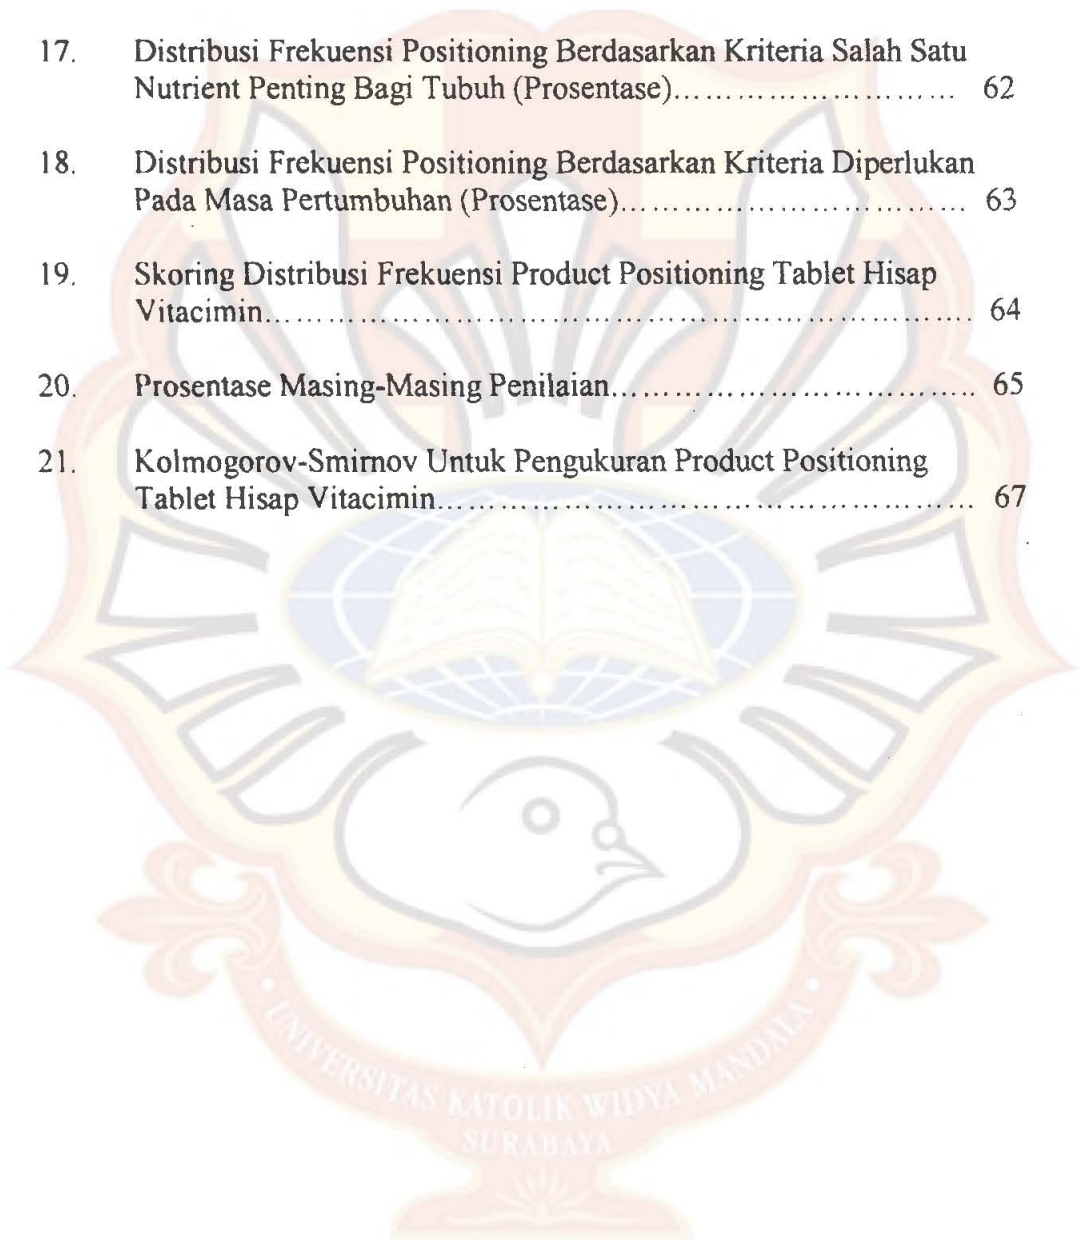 17. Distribusi Frekuensi Positioning Berdasarkan Kriteria Salah Satu
Nutrient Penting Bagi Tubuh (Prosentase)........................... 62
18. Distribusi Frekuensi Positioning Berdasarkan Kriteria Diperlukan
Pada Masa Pertumbuhan (Prosentase)................................ 63
19. Skoring Distribusi Frekuensi Product Positioning Tablet Hisap
Vitacimin.................................................................. 64
20. Prosentase Masing-Masing Penilaian.................................. 65
21. Kolmogorov-Smirnov Untuk Pengukuran Product Positioning
Tablet Hisap Vitacimin.................................................. 67
UNIVERSITAS KATOLIK WIDYA MANDALA
SURABAYA